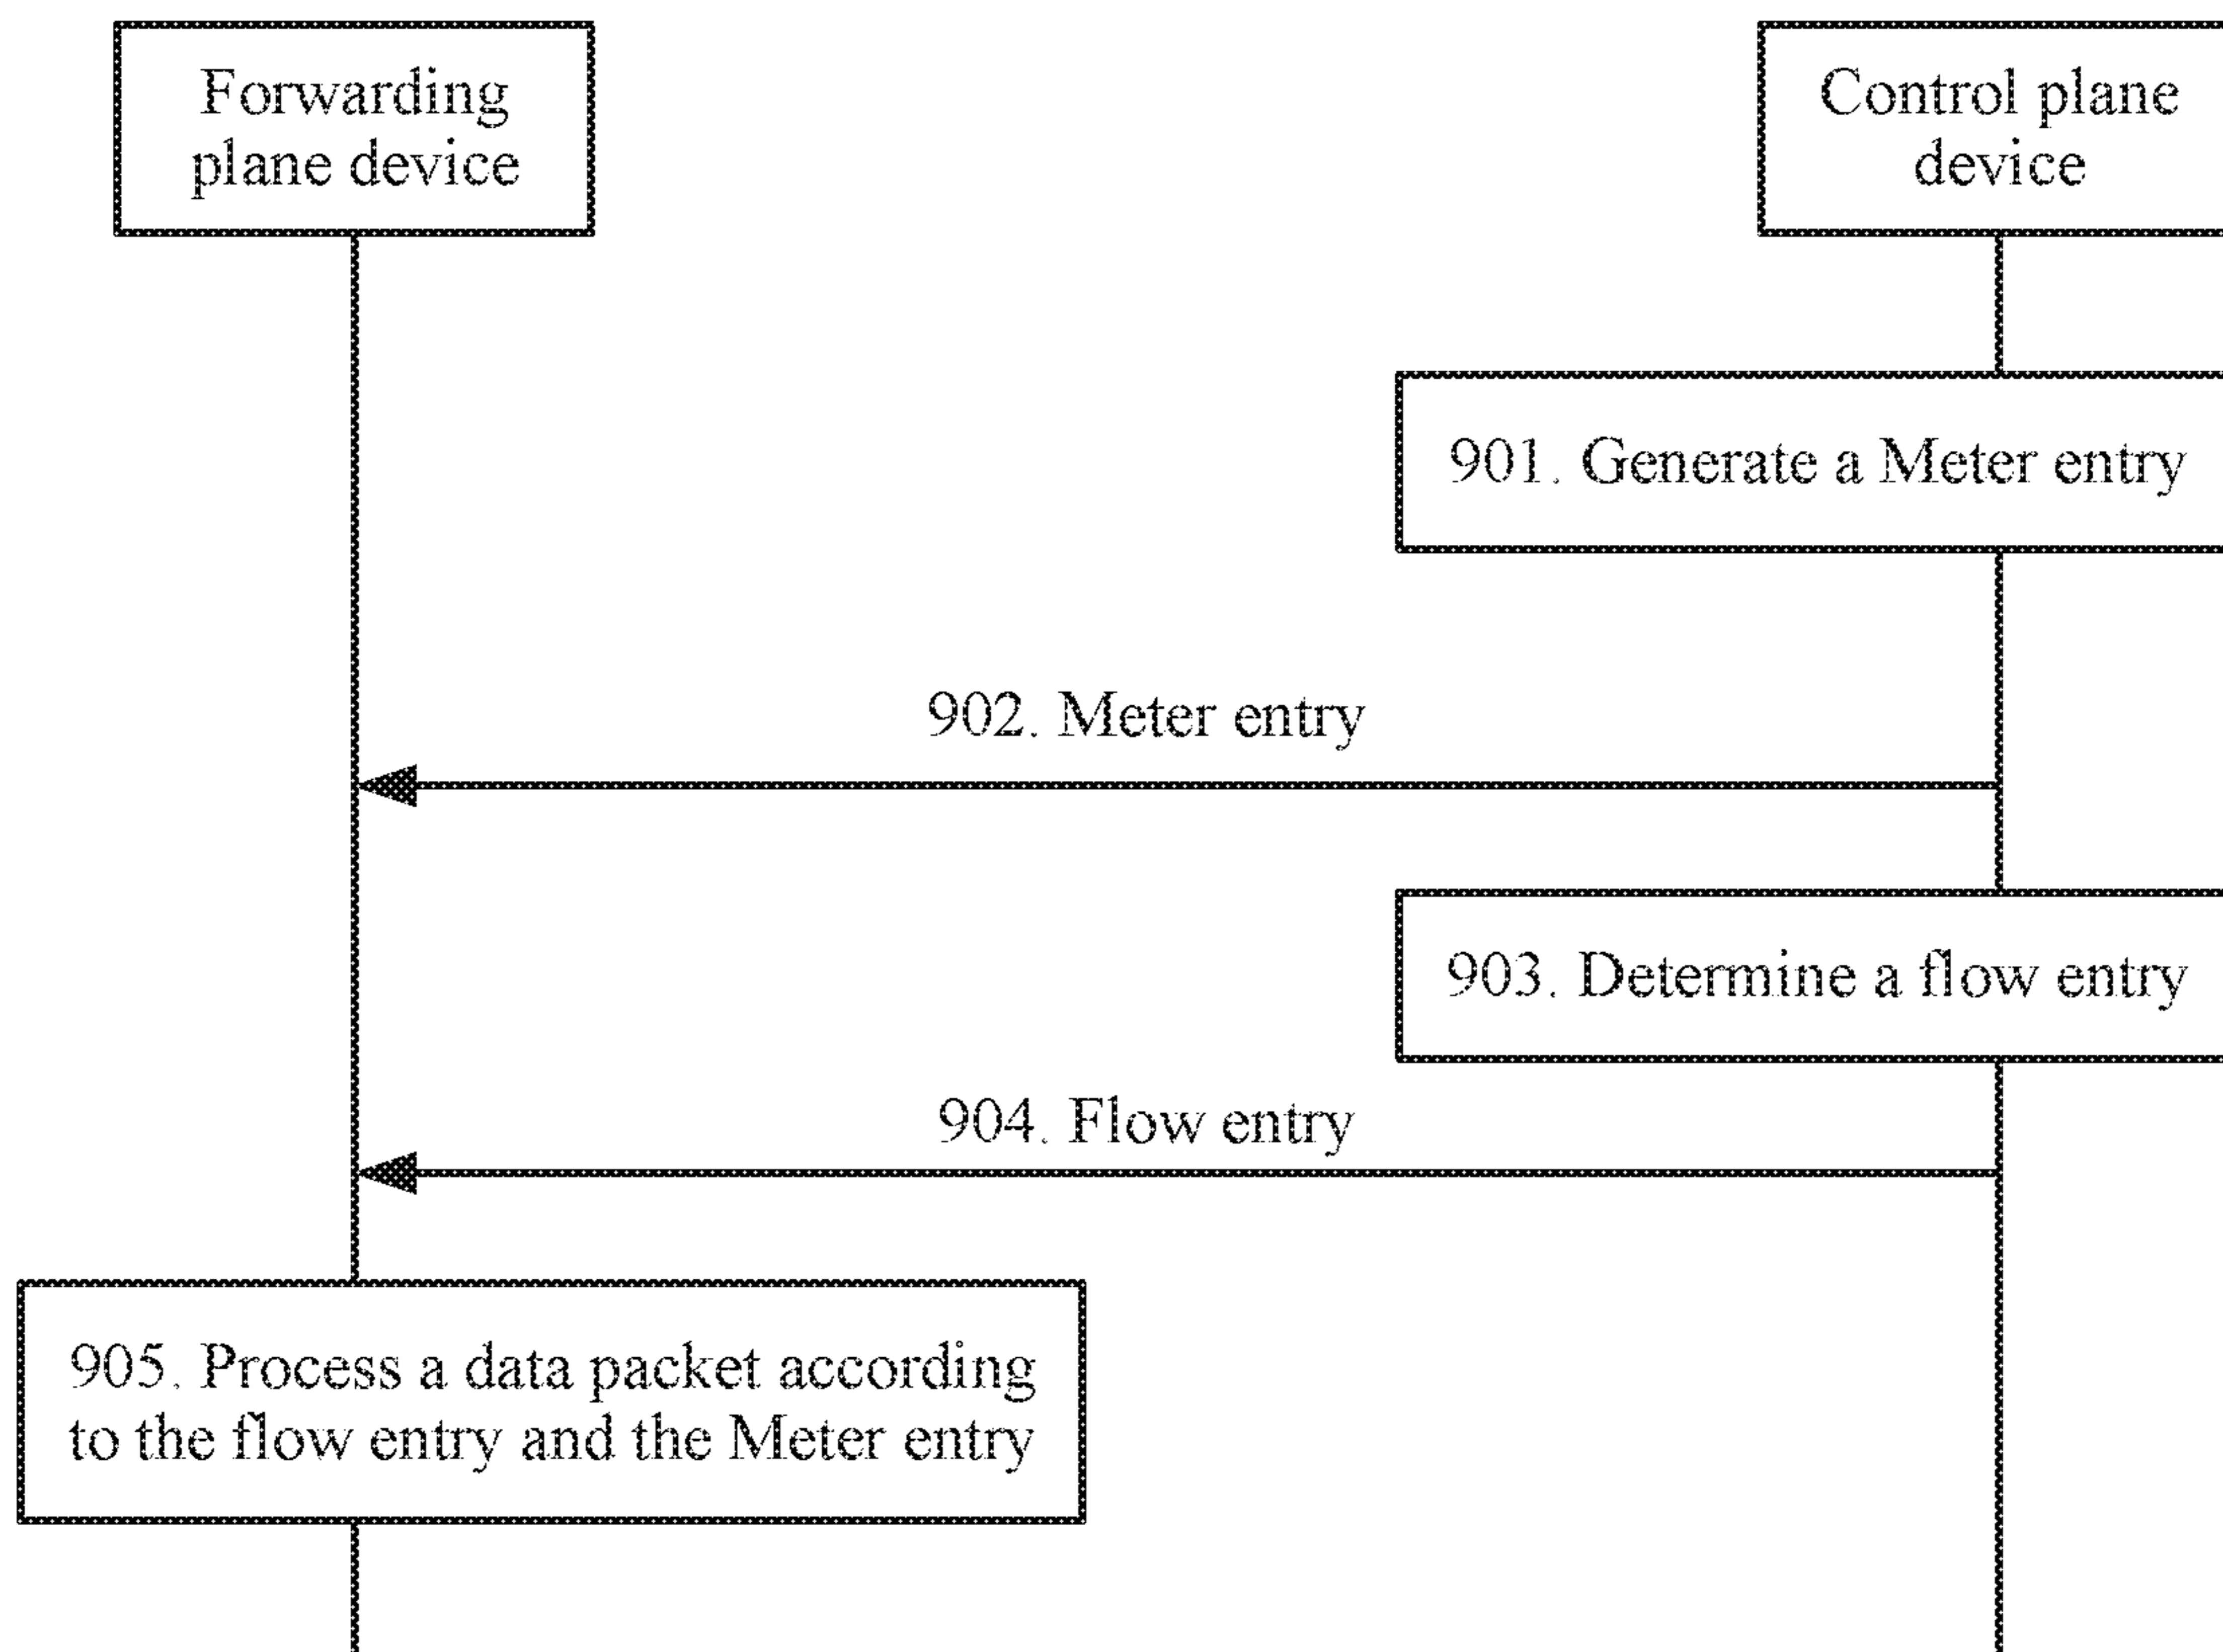 Forwarding
plane device
Control plane
device
901. Generate a Meter entry
902. Meter entry
903. Determine a flow entry
904. Flow entry
905. Process a data packet according
to the flow entry and the Meter entry